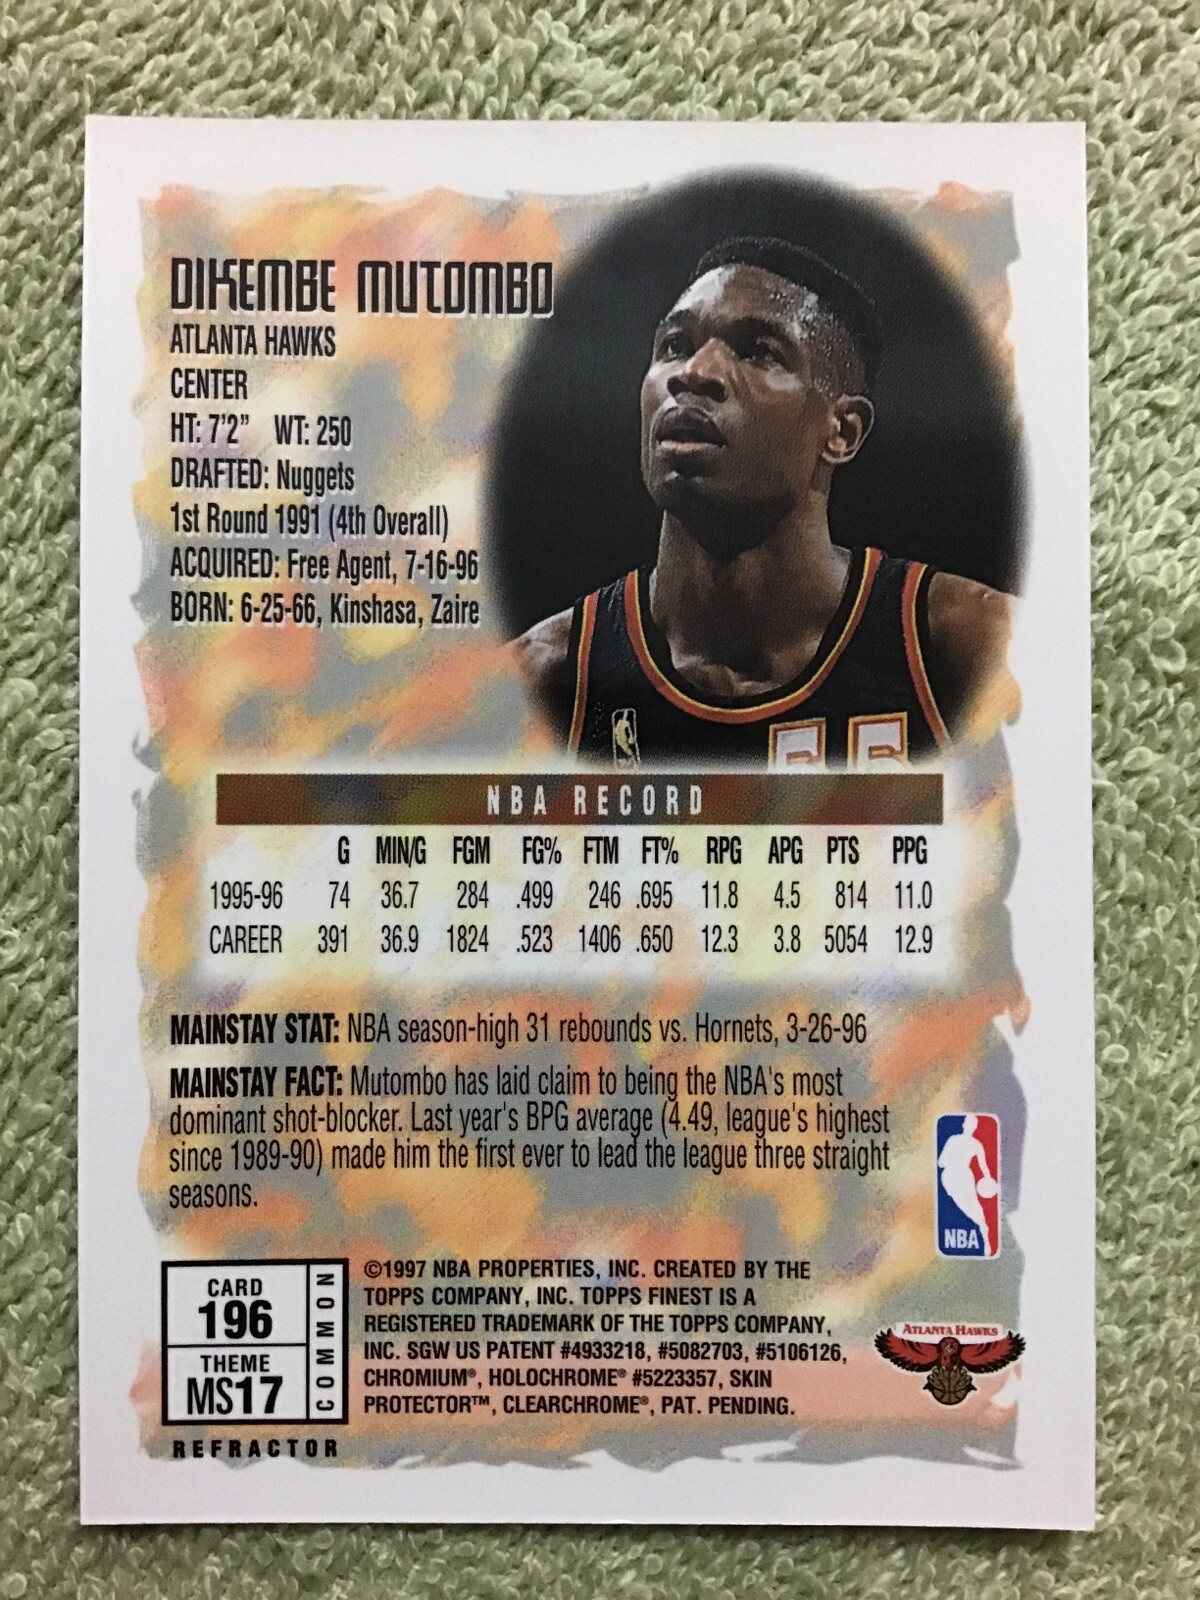 DIKEMBE MUTOMBO
ATLANTA HAWKS
CENTER
HT: 7'2" WT: 250
DRAFTED: Nuggets
1st Round 1991 (4th Overall)
ACQUIRED: Free Agent, 7-16-96
BORN: 6-25-66, Kinshasa, Zaire
55
NBA RECORD
G MIN/G FGM FG% FTM FT% RPG APG PTS PPG
1995-96 74 36.7 284 .499 246 .695 11.8 4.5 814 11.0
CAREER 391 36.9 1824 .523 1406 .650 12.3 3.8 5054 12.9
MAINSTAY STAT: NBA season-high 31 rebounds vs. Hornets, 3-26-96
MAINSTAY FACT: Mutombo has laid claim to being the NBA's most
dominant shot-blocker. Last year's BPG average (4.49, league's highest
since 1989-90) made him the first ever to lead the league three straight
seasons.
NBA
CARD
196
THEME
MS17
COMMON
REFRACTOR
©1997 NBA PROPERTIES, INC. CREATED BY THE
TOPPS COMPANY, INC. TOPPS FINEST IS A
REGISTERED TRADEMARK OF THE TOPPS COMPANY,
INC. SGW US PATENT #4933218, #5082703, #5106126,
CHROMIUM®, HOLOCHROME® #5223357, SKIN
PROTECTOR™, CLEARCHROME®, PAT. PENDING.
ATLANTA HAWKS